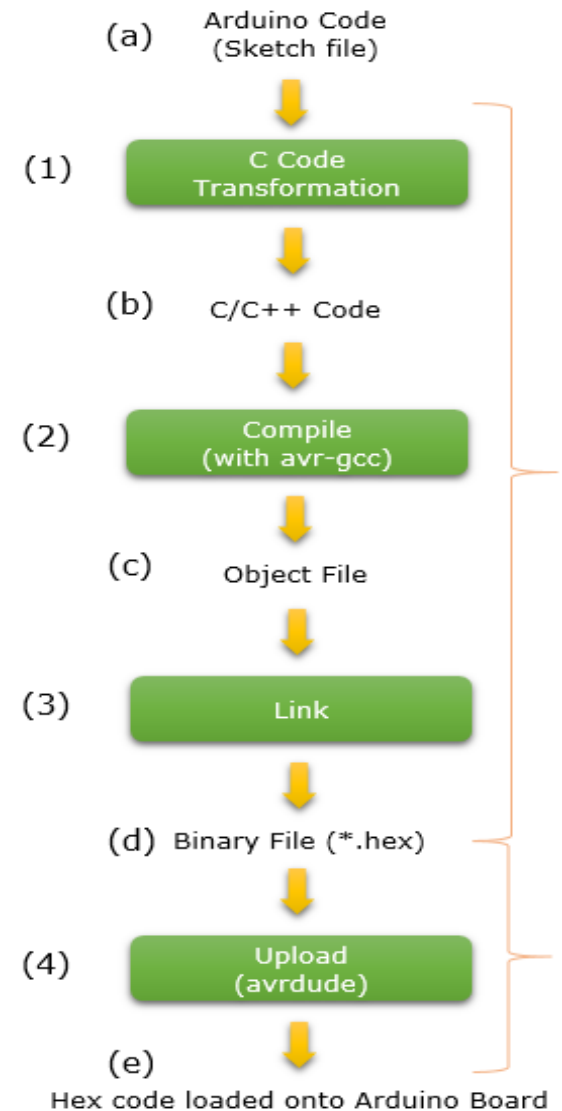 (a) Arduino Code
(Sketch file)
(1) C Code
Transformation
(b) C/C++ Code
(2) Compile
(with avr-gcc)
(c) Object File
(3) Link
(d) Binary File (*.hex)
(4) Upload
(avrdude)
(e)
Hex code loaded onto Arduino Board